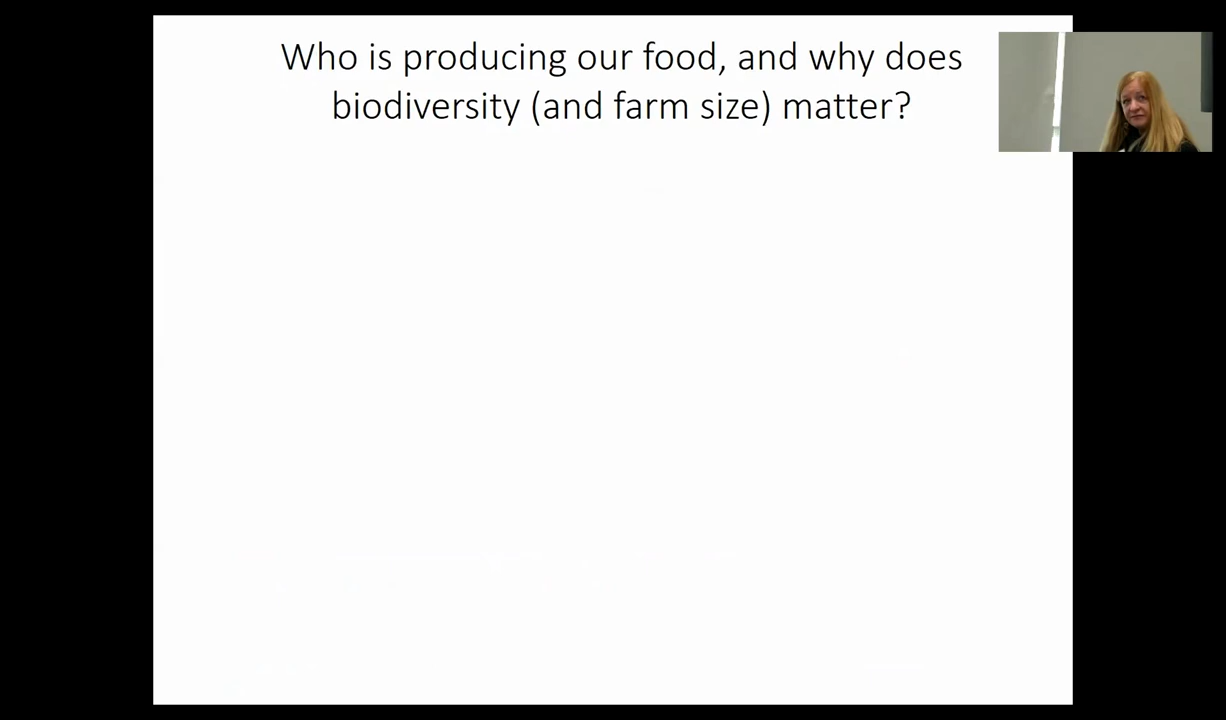 Who is producing our food, and why does
biodiversity (and farm size) matter?